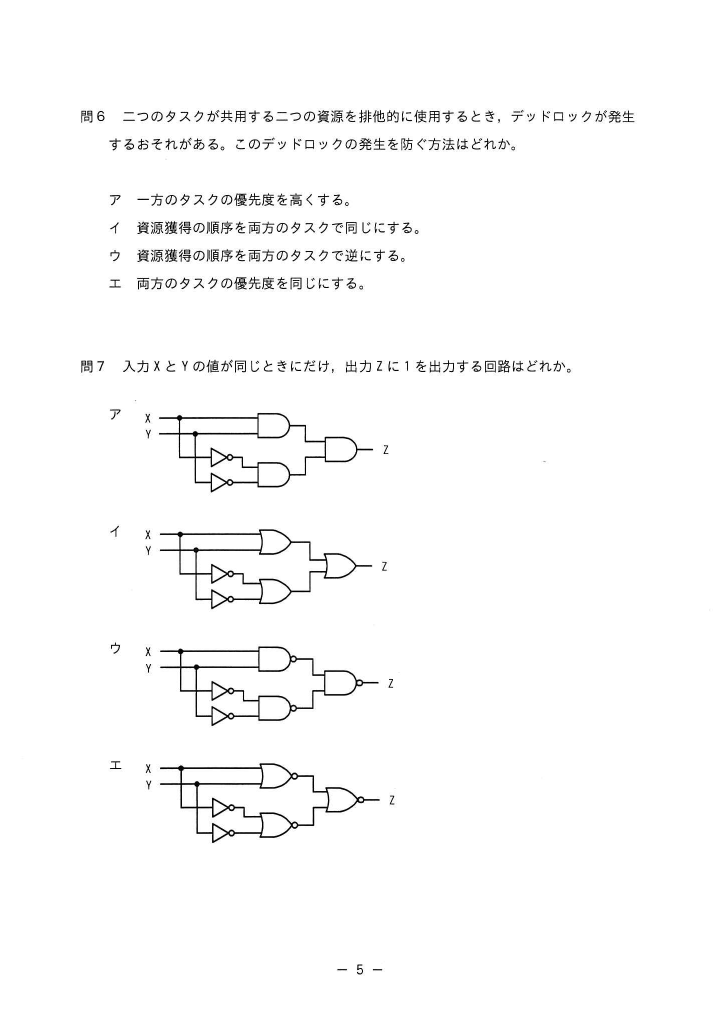 問6 二つのタスクが共用する二つの資源を排他的に使用するとき，デッドロックが発生
するおそれがある。このデッドロックの発生を防ぐ方法はどれか。
ア 一方のタスクの優先度を高くする。
イ 資源獲得の順序を両方のタスクで同じにする。
ウ 資源獲得の順序を両方のタスクで逆にする。
エ 両方のタスクの優先度を同じにする。
問7 入力 X と Y の値が同じときにだけ，出力 Z に 1 を出力する回路はどれか。
ア X
Y
Z
イ X
Y
Z
ウ X
Y
Z
エ X
Y
Z
― 5 ―